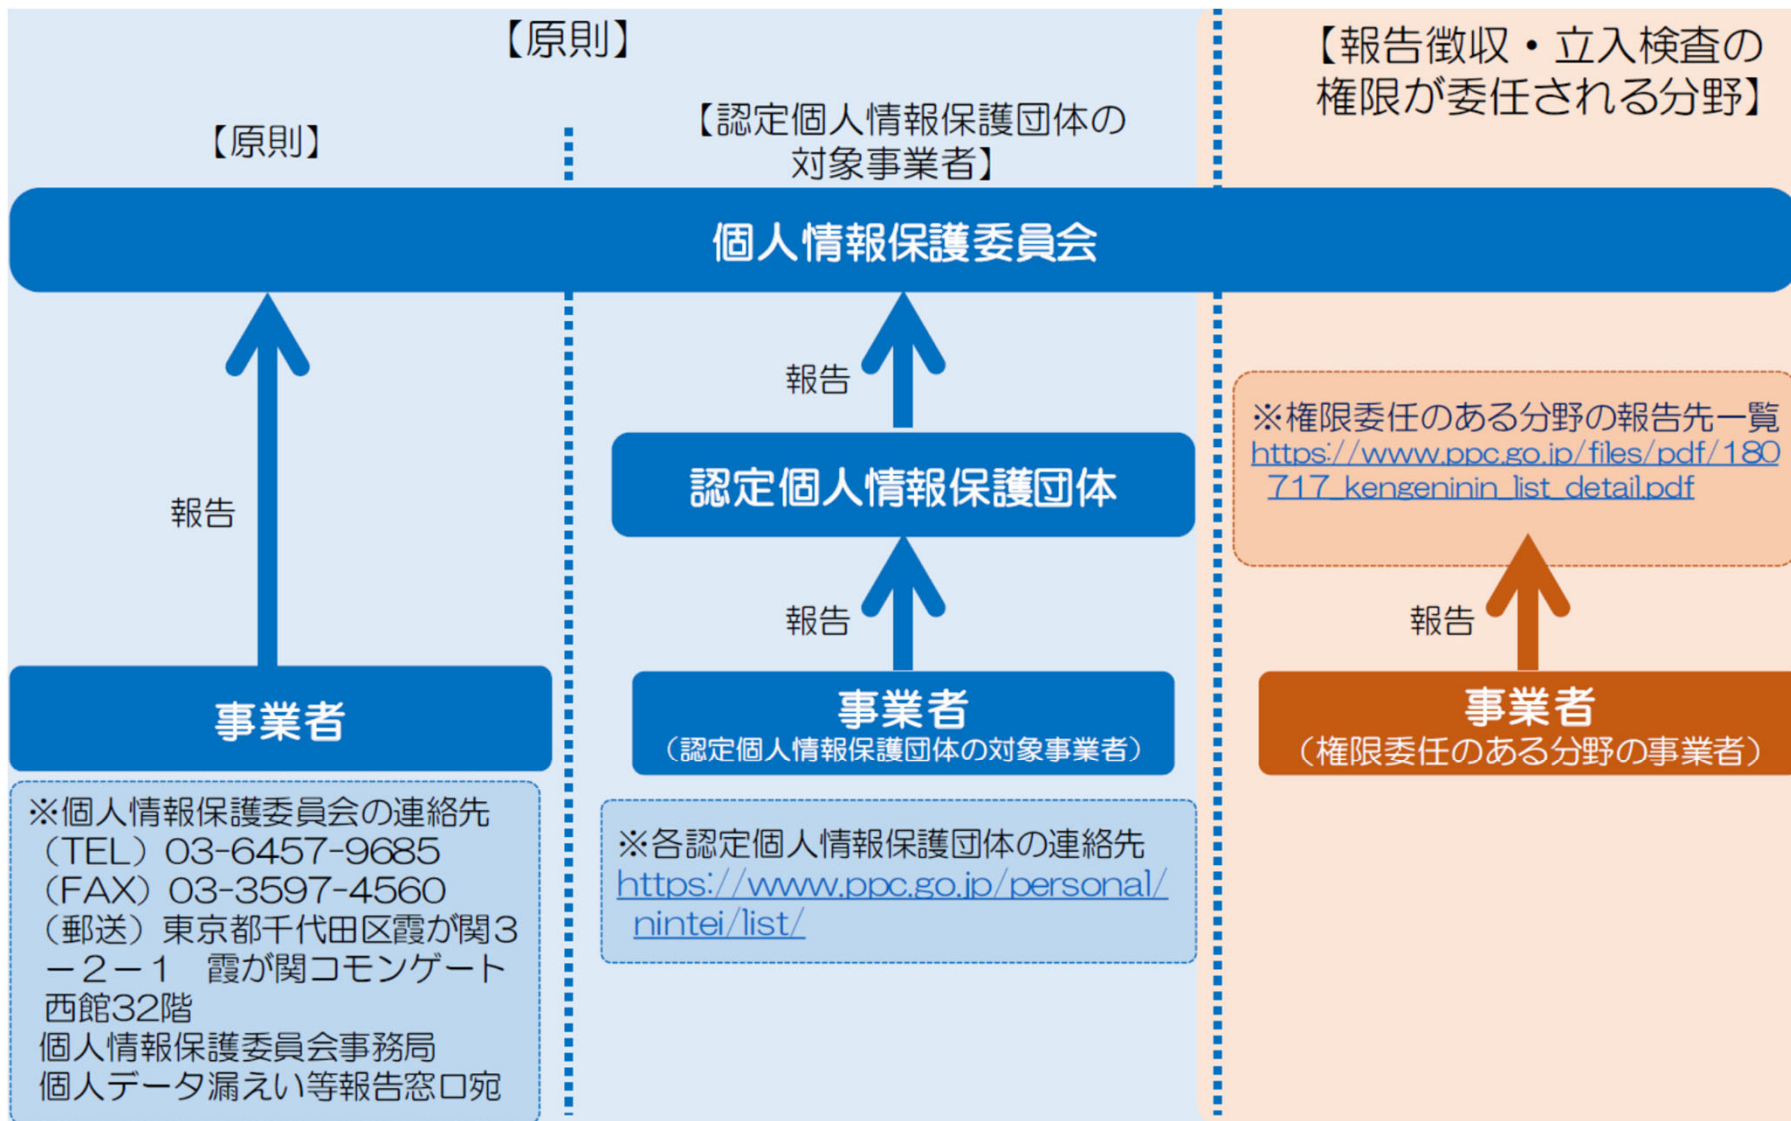 【原則】
【報告徴収・立入検査の
権限が委任される分野】
【原則】
【認定個人情報保護団体の
対象事業者】
個人情報保護委員会
報告
報告
認定個人情報保護団体
報告
事業者
事業者
（認定個人情報保護団体の対象事業者）
※権限委任のある分野の報告先一覧
https://www.ppc.go.jp/files/pdf/180
717_kengeninin_list_detail.pdf
報告
事業者
（権限委任のある分野の事業者）
※個人情報保護委員会の連絡先
（TEL）03-6457-9685
（FAX）03-3597-4560
（郵送）東京都千代田区霞が関３
－２－１　霞が関コモンゲート
西館32階
個人情報保護委員会事務局
個人データ漏えい等報告窓口宛
※各認定個人情報保護団体の連絡先
https://www.ppc.go.jp/personal/
nintei/list/